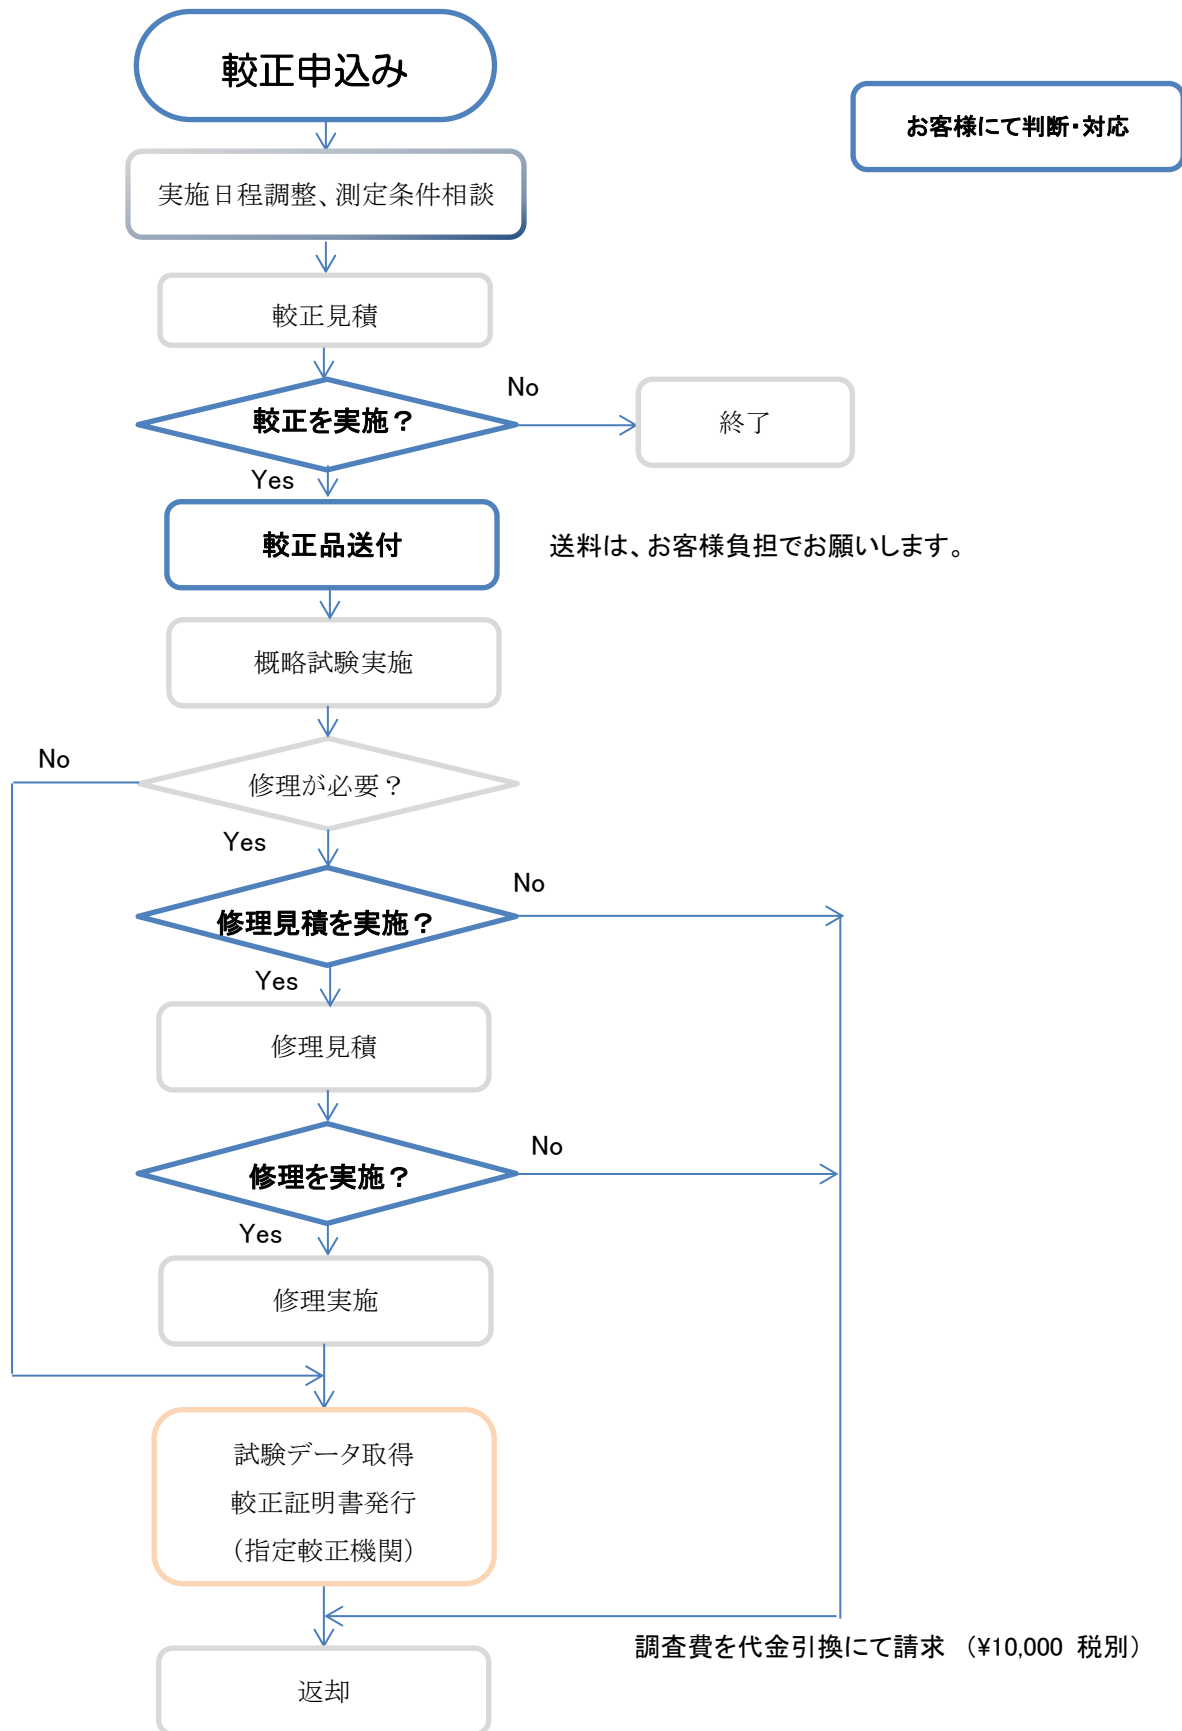 較正申込み
お客様にて判断・対応
実施日程調整、測定条件相談
較正見積
較正を実施？
No
終了
Yes
較正品送付
送料は、お客様負担でお願いします。
概略試験実施
No
修理が必要？
Yes
修理見積を実施？
No
Yes
修理見積
修理を実施？
No
Yes
修理実施
試験データ取得
較正証明書発行
（指定較正機関）
調査費を代金引換にて請求 （¥10,000 税別）
返却